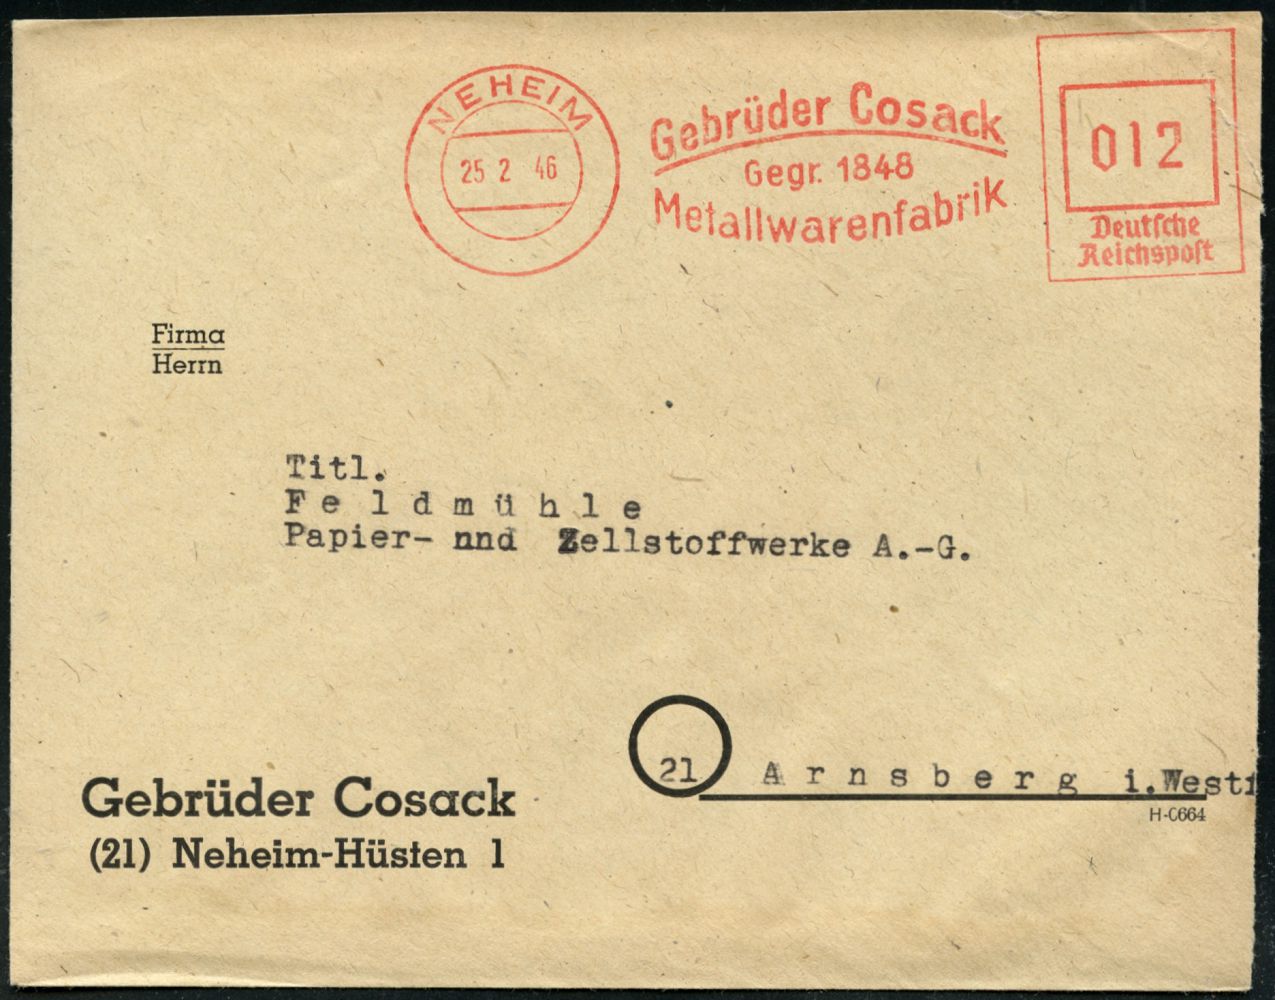 NEHEIM
25 2 46
Gebrüder Cosack
Gegr. 1848
Metallwarenfabrik
012
Deutsche
Reichspost
Firma
Herrn
Titl.
F e l d m ü h l e
Papier- nnd Zellstoffwerke A.-G.
21 A r n s b e r g i.Westf
H-C664
Gebrüder Cosack
(21) Neheim-Hüsten 1